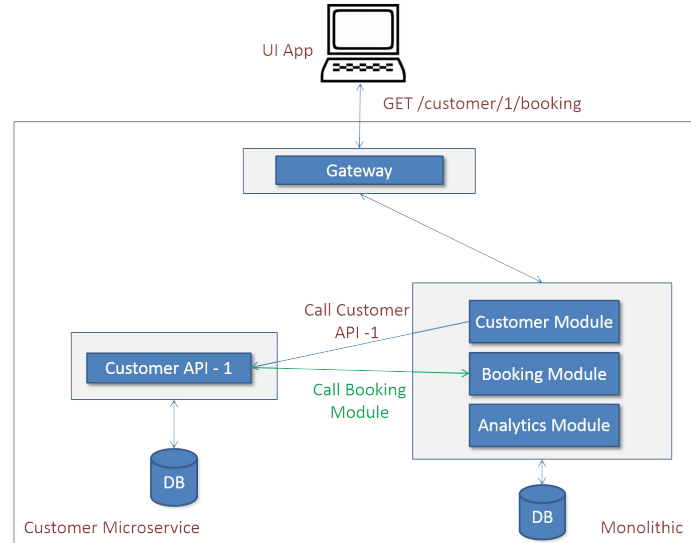 UI App
GET /customer/1/booking
Gateway
Call Customer
API -1
Customer Module
Customer API - 1
Booking Module
Call Booking
Module
Analytics Module
DB
DB
Customer Microservice
Monolithic